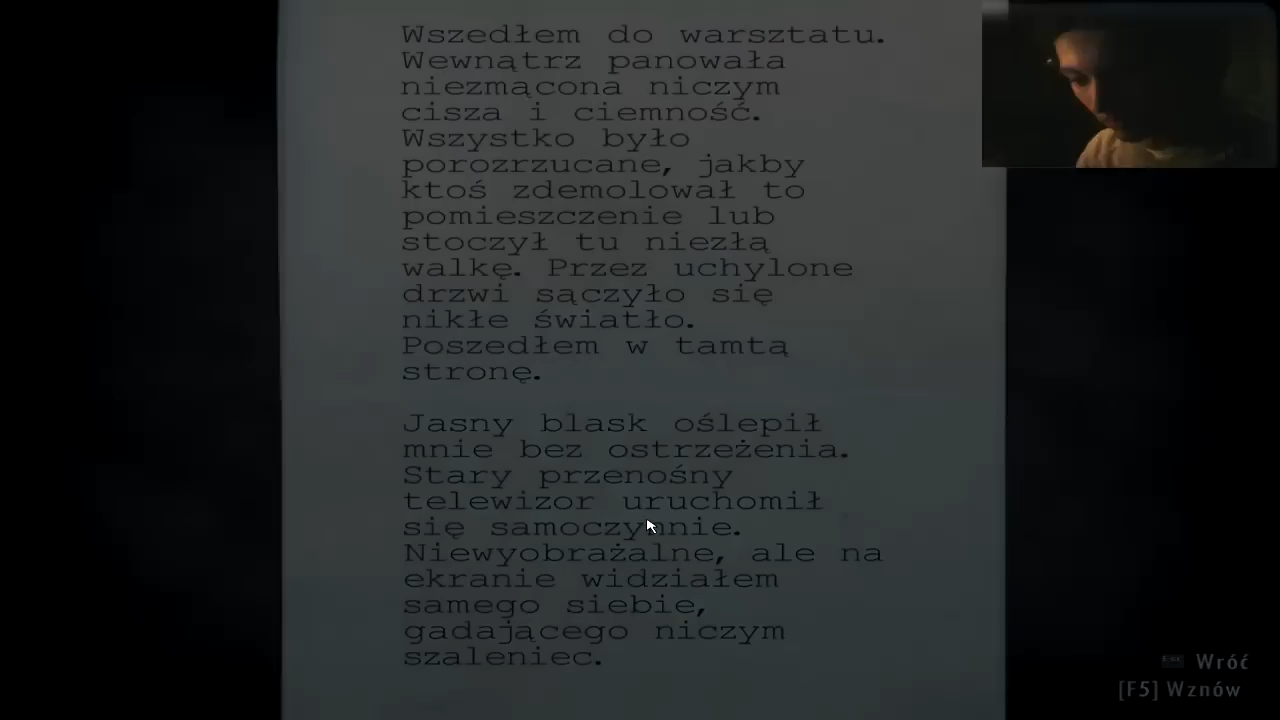 Wszedłem do warsztatu.
Wewnątrz panowała
niezmącona niczym
cisza i ciemność.
Wszystko było
porozrzucane, jakby
ktoś zdemolował to
pomieszczenie lub
stoczył tu niezłą
walkę. Przez uchylone
drzwi sączyło się
nikłe światło.
Poszedłem w tamtą
stronę.
Jasny blask oślepił
mnie bez ostrzeżenia.
Stary przenośny
telewizor uruchomił
się samoczynnie.
Niewyobrażalne, ale na
ekranie widziałem
samego siebie,
gadającego niczym
szaleniec.
Wróć
[F5] Wznów